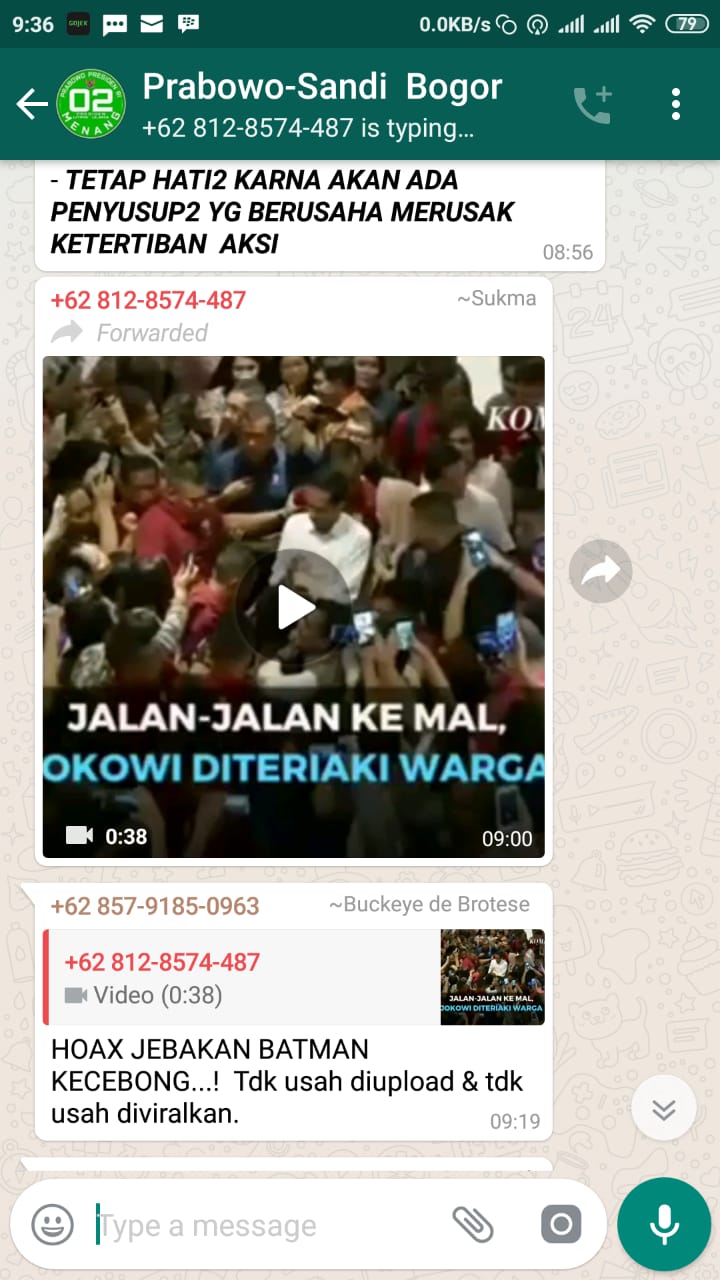 9:36 GOJEK 0.0KB/s 79
Prabowo-Sandi Bogor
+62 812-8574-487 is typing...
PRABOWO PRESIDEN RI
02
MENANG
- TETAP HATI2 KARNA AKAN ADA
PENYUSUP2 YG BERUSAHA MERUSAK
KETERTIBAN AKSI
08:56
+62 812-8574-487 ~Sukma
Forwarded
KOM
JALAN-JALAN KE MAL,
OKOWI DITERIAKI WARGA
0:38 09:00
+62 857-9185-0963 ~Buckeye de Brotese
+62 812-8574-487
Video (0:38)
JALAN-JALAN KE MAL,
JOKOWI DITERIAKI WARGA
HOAX JEBAKAN BATMAN
KECEBONG...! Tdk usah diupload & tdk
usah diviralkan.
09:19
Type a message